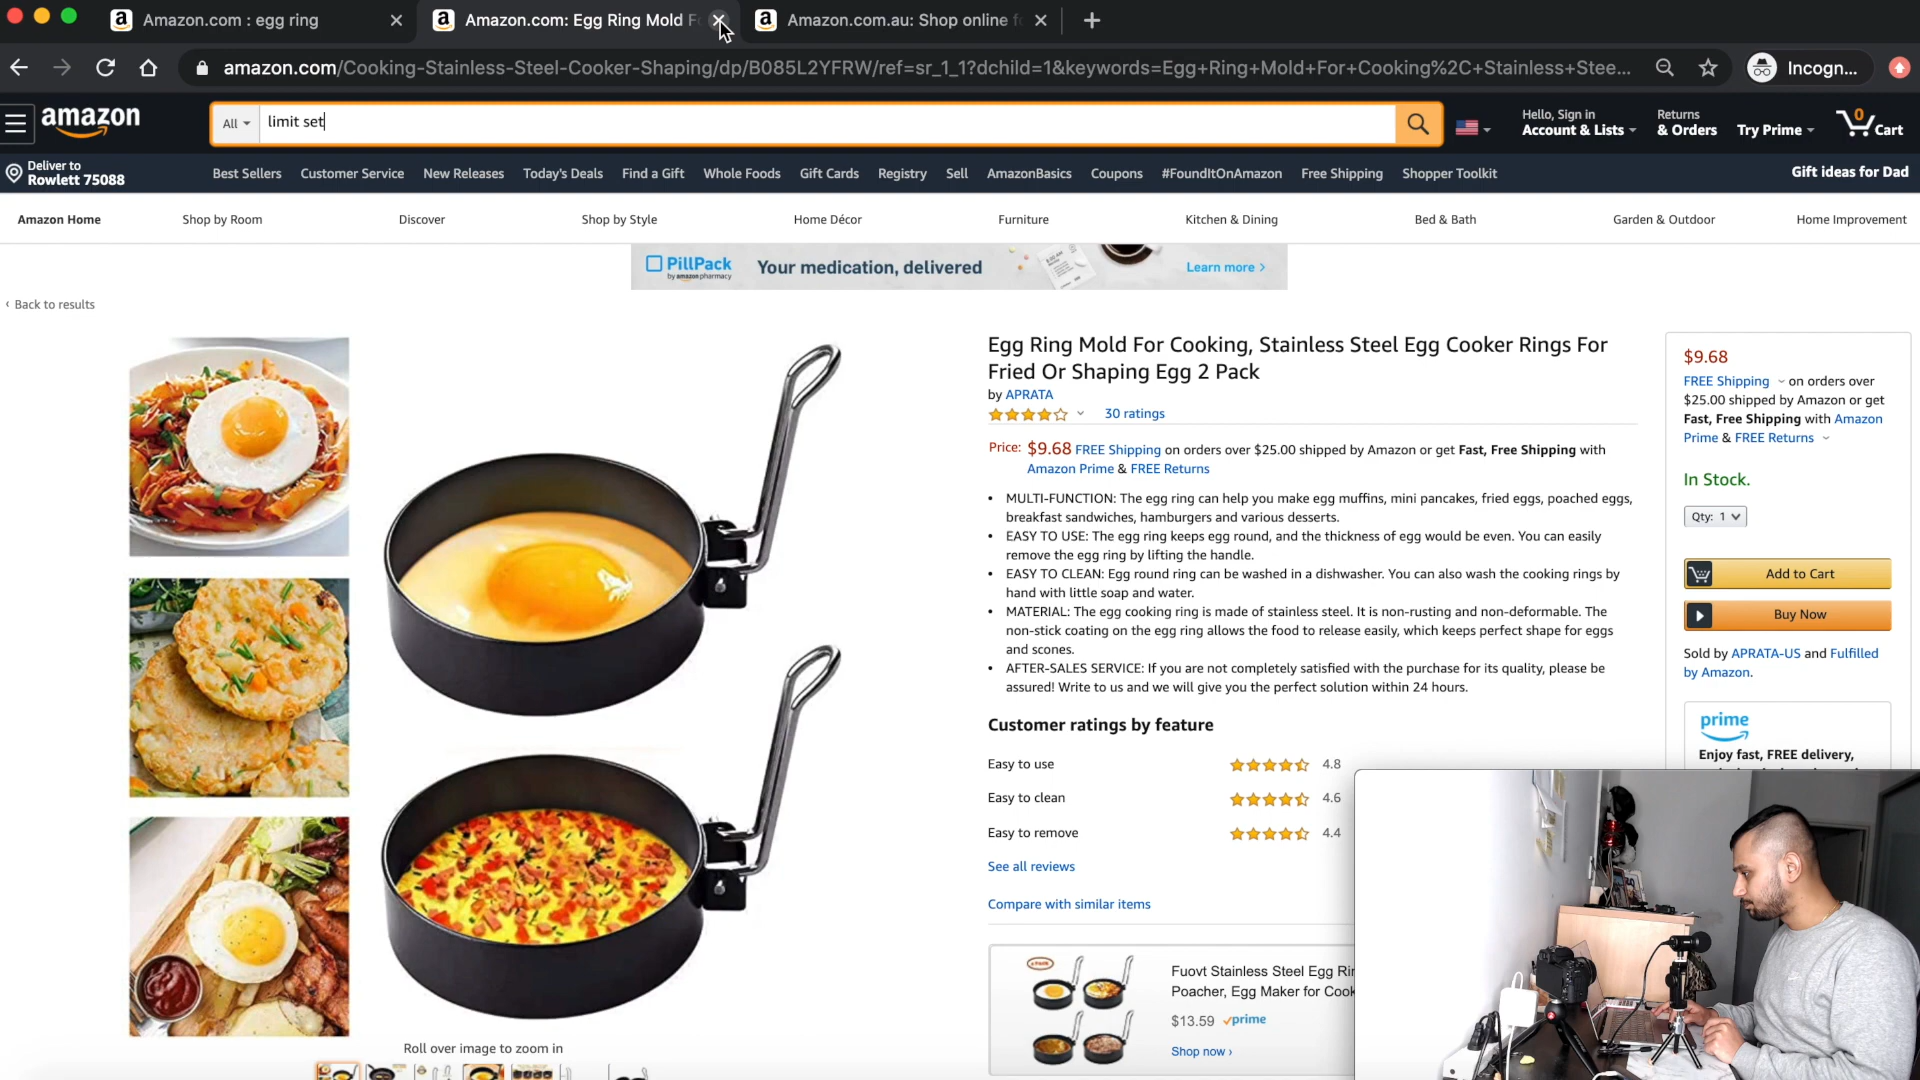 Amazon.com : egg ring
Amazon.com: Egg Ring Mold F
Amazon.com.au: Shop online f
amazon.com/Cooking-Stainless-Steel-Cooker-Shaping/dp/B085L2YFRW/ref=sr_1_1?dchild=1&keywords=Egg+Ring+Mold+For+Cooking%2C+Stainless+Stee...
Incogn...
amazon
All
limit set
Hello, Sign in
Account & Lists
Returns
& Orders
Try Prime
0
Cart
Deliver to
Rowlett 75088
Best Sellers Customer Service New Releases Today's Deals Find a Gift Whole Foods Gift Cards Registry Sell AmazonBasics Coupons #FoundItOnAmazon Free Shipping Shopper Toolkit
Gift ideas for Dad
Amazon Home Shop by Room Discover Shop by Style Home Décor Furniture Kitchen & Dining Bed & Bath Garden & Outdoor Home Improvement
PillPack
by amazon pharmacy
Your medication, delivered
Learn more ›
‹ Back to results
Egg Ring Mold For Cooking, Stainless Steel Egg Cooker Rings For
Fried Or Shaping Egg 2 Pack
by APRATA
30 ratings
Price: $9.68 FREE Shipping on orders over $25.00 shipped by Amazon or get Fast, Free Shipping with
Amazon Prime & FREE Returns
• MULTI-FUNCTION: The egg ring can help you make egg muffins, mini pancakes, fried eggs, poached eggs,
breakfast sandwiches, hamburgers and various desserts.
• EASY TO USE: The egg ring keeps egg round, and the thickness of egg would be even. You can easily
remove the egg ring by lifting the handle.
• EASY TO CLEAN: Egg round ring can be washed in a dishwasher. You can also wash the cooking rings by
hand with little soap and water.
• MATERIAL: The egg cooking ring is made of stainless steel. It is non-rusting and non-deformable. The
non-stick coating on the egg ring allows the food to release easily, which keeps perfect shape for eggs
and scones.
• AFTER-SALES SERVICE: If you are not completely satisfied with the purchase for its quality, please be
assured! Write to us and we will give you the perfect solution within 24 hours.
Customer ratings by feature
Easy to use 4.8
Easy to clean 4.6
Easy to remove 4.4
See all reviews
Compare with similar items
Fuovt Stainless Steel Egg Rin
Poacher, Egg Maker for Cook
$13.59 prime
Shop now ›
Roll over image to zoom in
$9.68
FREE Shipping on orders over
$25.00 shipped by Amazon or get
Fast, Free Shipping with Amazon
Prime & FREE Returns
In Stock.
Qty: 1
Add to Cart
Buy Now
Sold by APRATA-US and Fulfilled
by Amazon.
prime
Enjoy fast, FREE delivery,